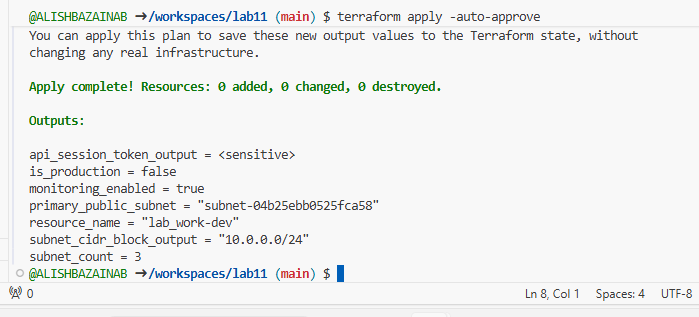 @ALISHBAZAINAB ➜/workspaces/lab11 (main) $ terraform apply -auto-approve
You can apply this plan to save these new output values to the Terraform state, without
changing any real infrastructure.
Apply complete! Resources: 0 added, 0 changed, 0 destroyed.
Outputs:
api_session_token_output = <sensitive>
is_production = false
monitoring_enabled = true
primary_public_subnet = "subnet-04b25ebb0525fca58"
resource_name = "lab_work-dev"
subnet_cidr_block_output = "10.0.0.0/24"
subnet_count = 3
@ALISHBAZAINAB ➜/workspaces/lab11 (main) $
0 Ln 8, Col 1 Spaces: 4 UTF-8